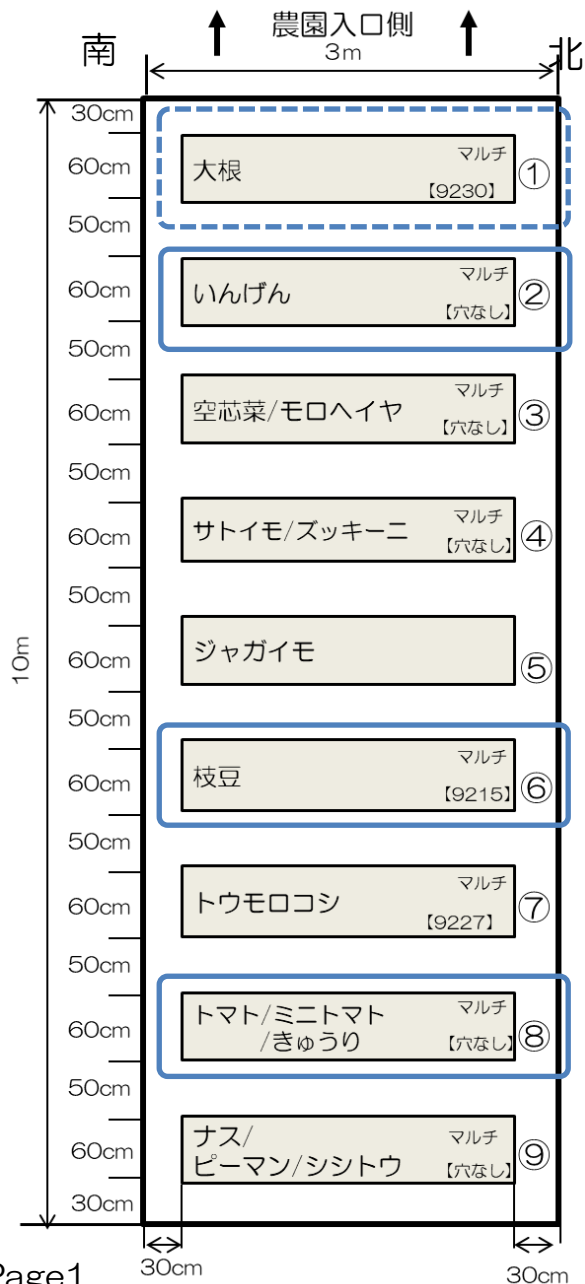 農園入口側
南
北
3m
10m
30cm
60cm
大根
マルチ
【9230】
①
50cm
60cm
いんげん
マルチ
【穴なし】
②
50cm
60cm
空芯菜/モロヘイヤ
マルチ
【穴なし】
③
50cm
60cm
サトイモ/ズッキーニ
マルチ
【穴なし】
④
50cm
60cm
ジャガイモ
⑤
50cm
60cm
枝豆
マルチ
【9215】
⑥
50cm
60cm
トウモロコシ
マルチ
【9227】
⑦
50cm
60cm
トマト/ミニトマト
/きゅうり
マルチ
【穴なし】
⑧
50cm
60cm
ナス/
ピーマン/シシトウ
マルチ
【穴なし】
⑨
30cm
30cm
30cm
Page1